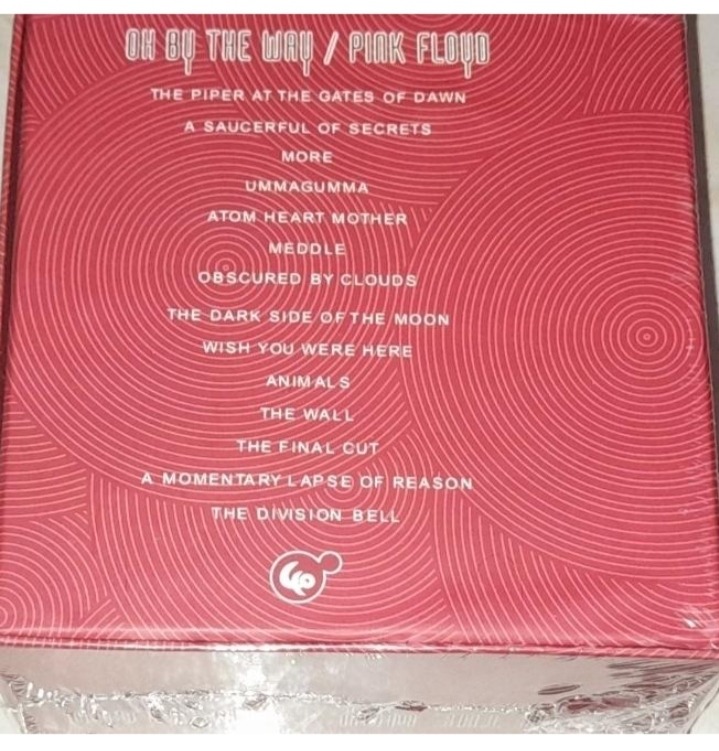 OH BY THE WAY / PINK FLOYD
THE PIPER AT THE GATES OF DAWN
A SAUCERFUL OF SECRETS
MORE
UMMAGUMMA
ATOM HEART MOTHER
MEDDLE
OBSCURED BY CLOUDS
THE DARK SIDE OF THE MOON
WISH YOU WERE HERE
ANIMALS
THE WALL
THE FINAL CUT
A MOMENTARY LAPSE OF REASON
THE DIVISION BELL